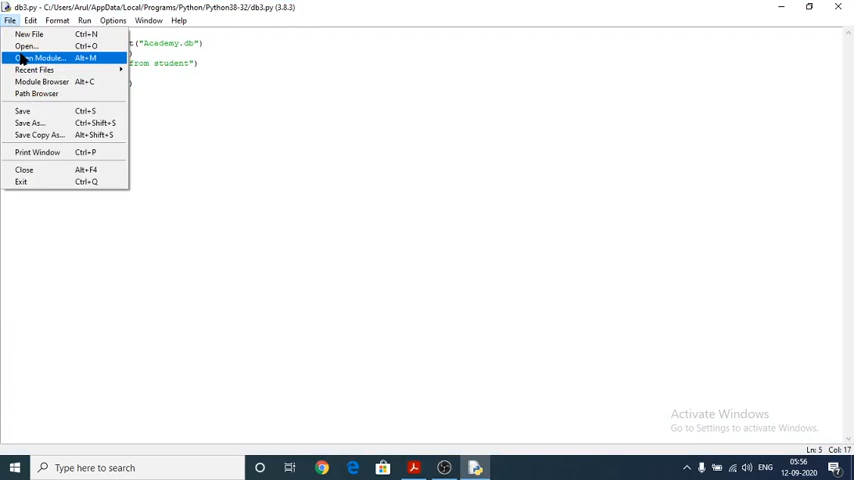 db3.py - C:/Users/Arul/AppData/Local/Programs/Python/Python38-32/db3.py (3.8.3)
File Edit Format Run Options Window Help
New File Ctrl+N
Open... Ctrl+O
t("Academy.db")
)
Module... Alt+M
from student")
Recent Files
Module Browser Alt+C
)
Path Browser
Save Ctrl+S
Save As... Ctrl+Shift+S
Save Copy As... Alt+Shift+S
Print Window Ctrl+P
Close Alt+F4
Exit Ctrl+Q
Activate Windows
Go to Settings to activate Windows.
Ln: 5 Col: 17
Type here to search
ENG
05:56
12-09-2020
7